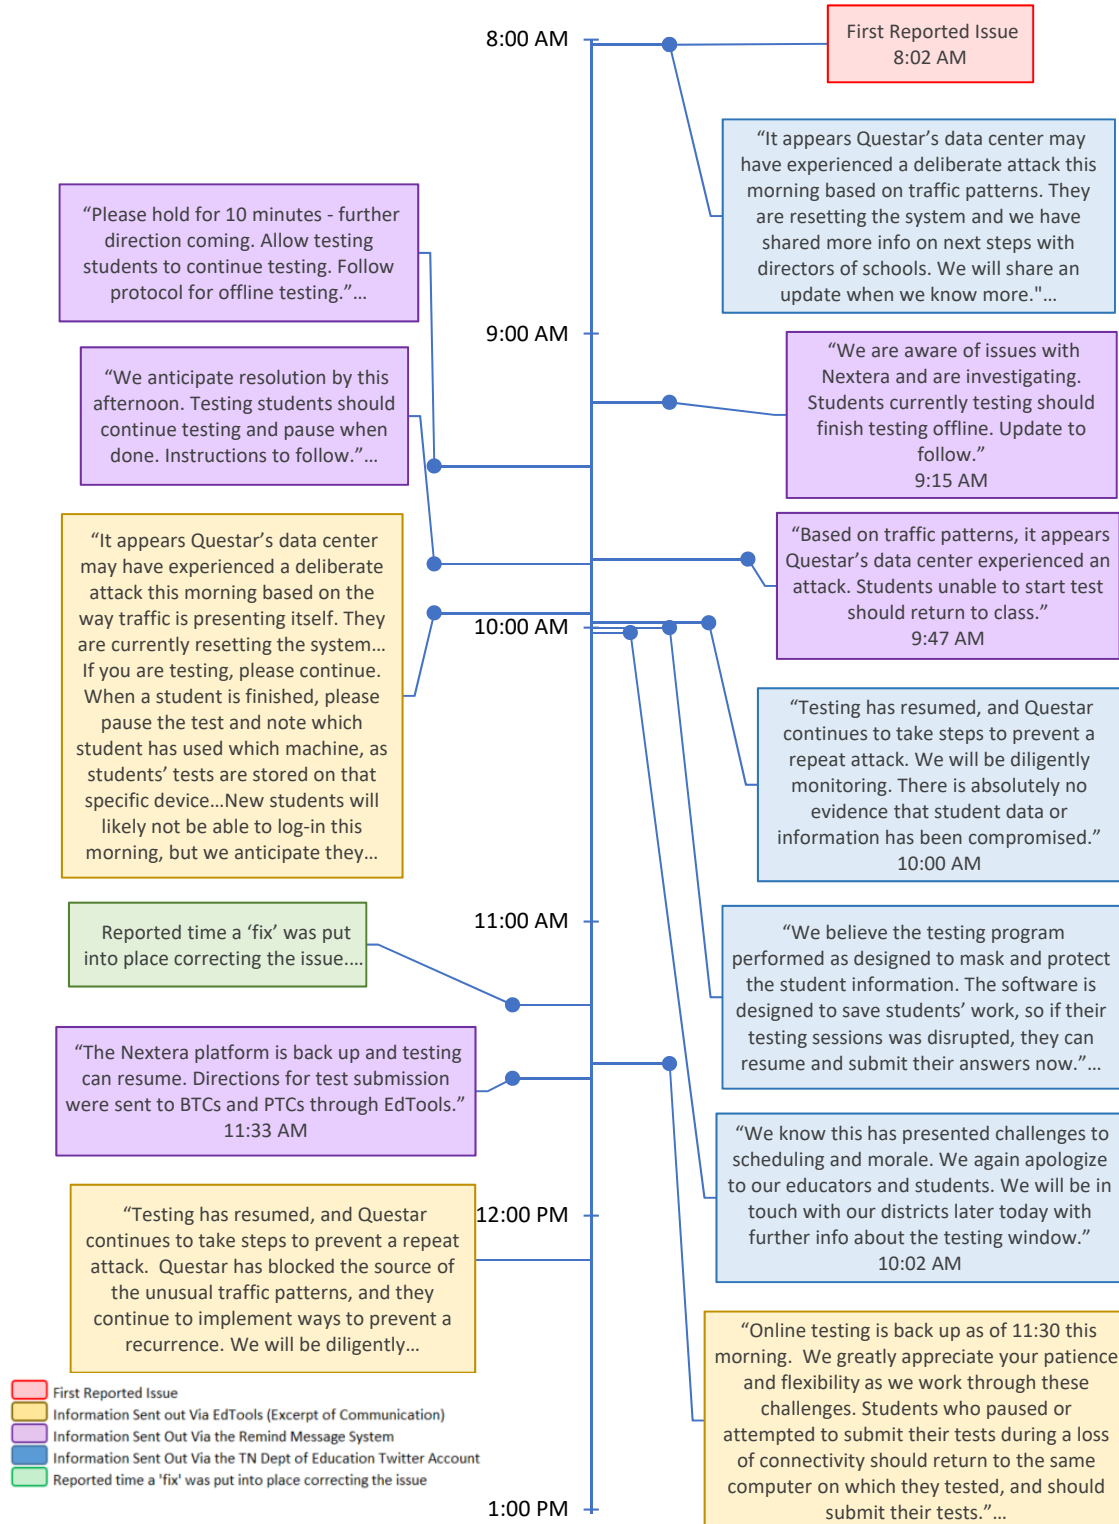 8:00 AM
First Reported Issue
8:02 AM
“It appears Questar’s data center may
have experienced a deliberate attack this
morning based on traffic patterns. They
are resetting the system and we have
shared more info on next steps with
directors of schools. We will share an
update when we know more."…
“Please hold for 10 minutes - further
direction coming. Allow testing
students to continue testing. Follow
protocol for offline testing.”…
9:00 AM
“We are aware of issues with
Nextera and are investigating.
Students currently testing should
finish testing offline. Update to
follow.”
9:15 AM
“We anticipate resolution by this
afternoon. Testing students should
continue testing and pause when
done. Instructions to follow.”…
“Based on traffic patterns, it appears
Questar’s data center experienced an
attack. Students unable to start test
should return to class.”
9:47 AM
“It appears Questar’s data center
may have experienced a deliberate
attack this morning based on the
way traffic is presenting itself. They
are currently resetting the system…
If you are testing, please continue.
When a student is finished, please
pause the test and note which
student has used which machine, as
students’ tests are stored on that
specific device…New students will
likely not be able to log-in this
morning, but we anticipate they…
10:00 AM
“Testing has resumed, and Questar
continues to take steps to prevent a
repeat attack. We will be diligently
monitoring. There is absolutely no
evidence that student data or
information has been compromised.”
10:00 AM
11:00 AM
Reported time a ‘fix’ was put
into place correcting the issue.…
“We believe the testing program
performed as designed to mask and protect
the student information. The software is
designed to save students’ work, so if their
testing sessions was disrupted, they can
resume and submit their answers now.”…
“The Nextera platform is back up and testing
can resume. Directions for test submission
were sent to BTCs and PTCs through EdTools.”
11:33 AM
“We know this has presented challenges to
scheduling and morale. We again apologize
to our educators and students. We will be in
touch with our districts later today with
further info about the testing window.”
10:02 AM
12:00 PM
“Testing has resumed, and Questar
continues to take steps to prevent a repeat
attack. Questar has blocked the source of
the unusual traffic patterns, and they
continue to implement ways to prevent a
recurrence. We will be diligently…
“Online testing is back up as of 11:30 this
morning. We greatly appreciate your patience
and flexibility as we work through these
challenges. Students who paused or
attempted to submit their tests during a loss
of connectivity should return to the same
computer on which they tested, and should
submit their tests.”…
First Reported Issue
Information Sent out Via EdTools (Excerpt of Communication)
Information Sent Out Via the Remind Message System
Information Sent Out Via the TN Dept of Education Twitter Account
Reported time a 'fix' was put into place correcting the issue
1:00 PM